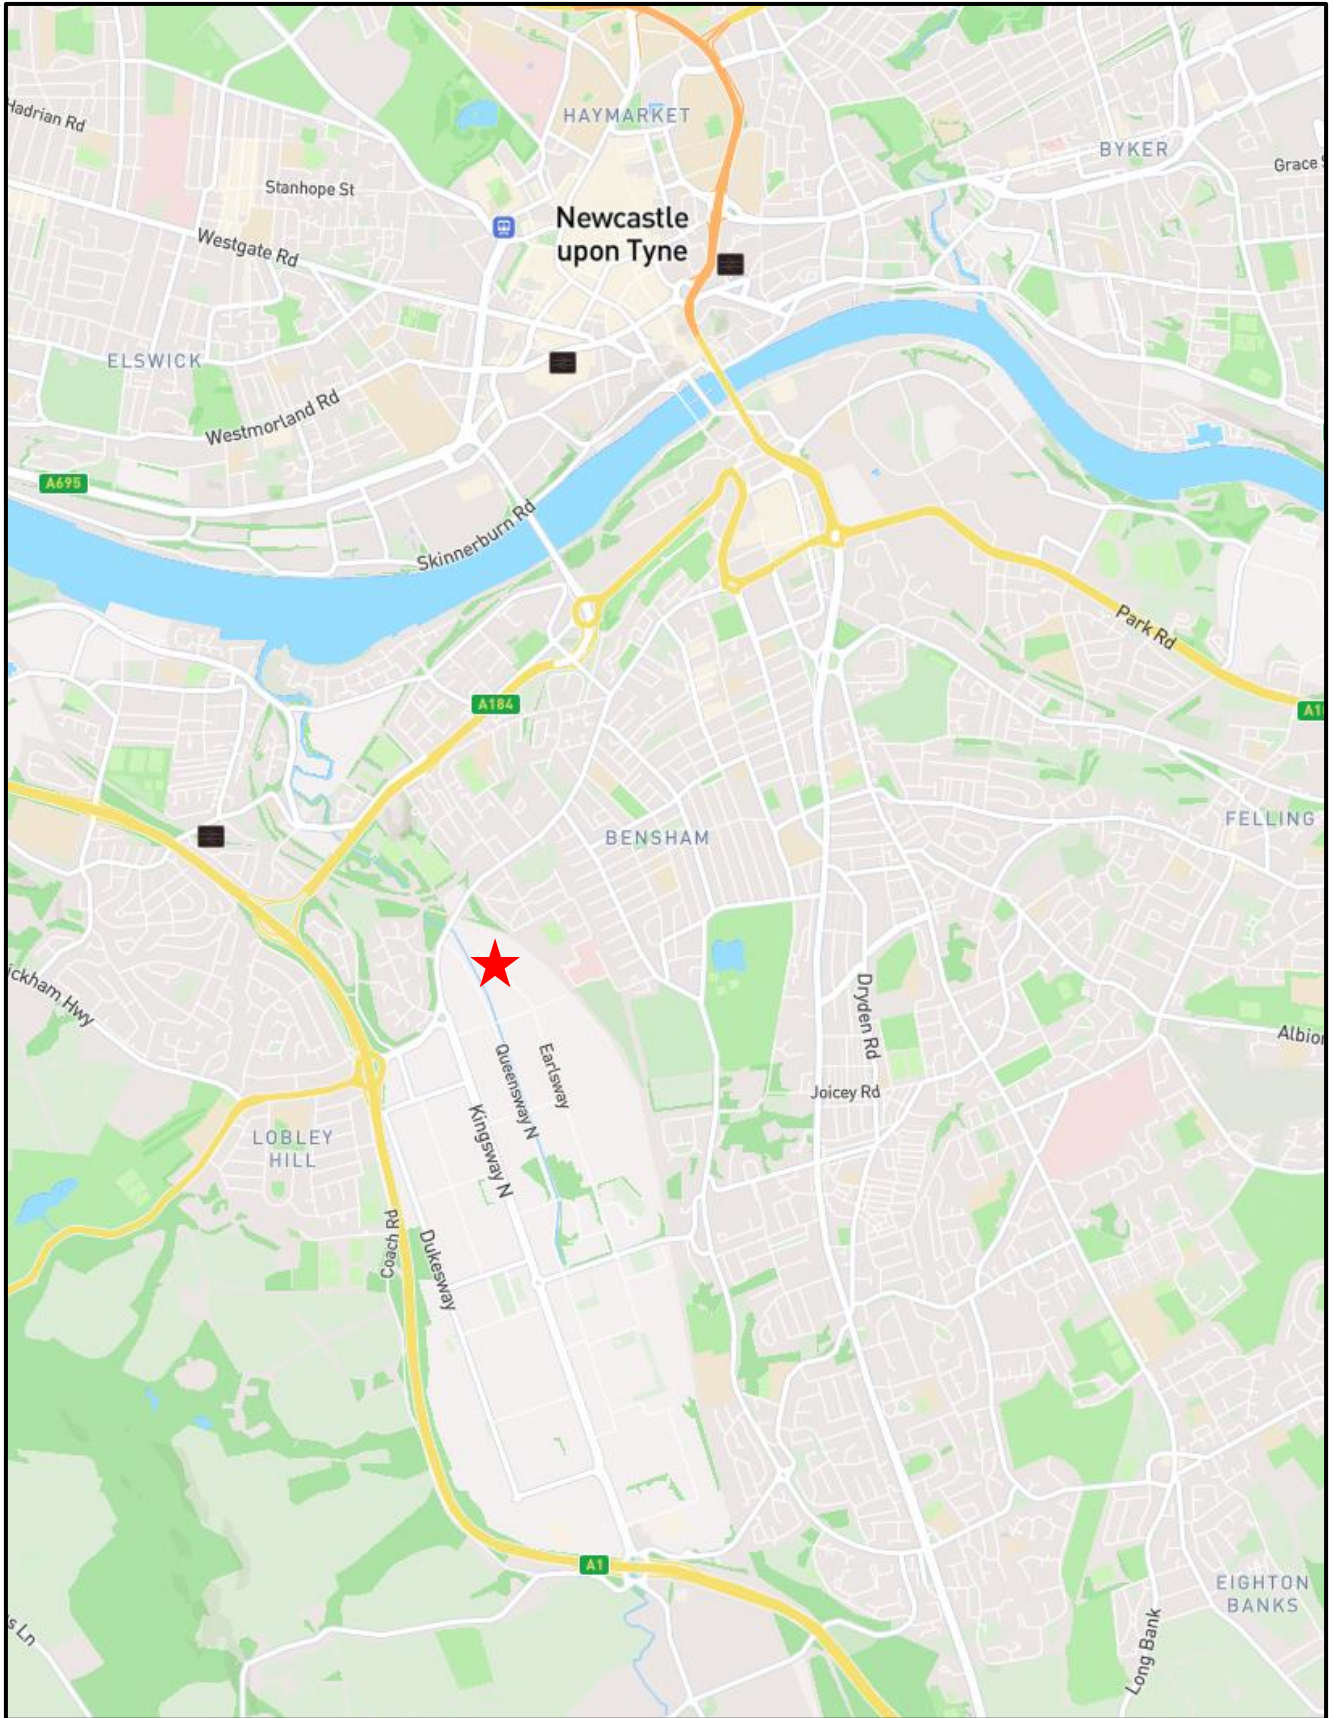 HAYMARKET
Hadrian Rd
BYKER
Grace
Stanhope St
Newcastle
upon Tyne
Westgate Rd
ELSWICK
Westmorland Rd
A695
Skinnerburn Rd
Park Rd
A184
A1
FELLING
BENSHAM
ickham Hwy
Dryden Rd
Albion
Queensway N
Earlsway
Joicey Rd
Kingsway N
LOBLEY
HILL
Coach Rd
Dukesway
A1
EIGHTON
BANKS
s Ln
Long Bank